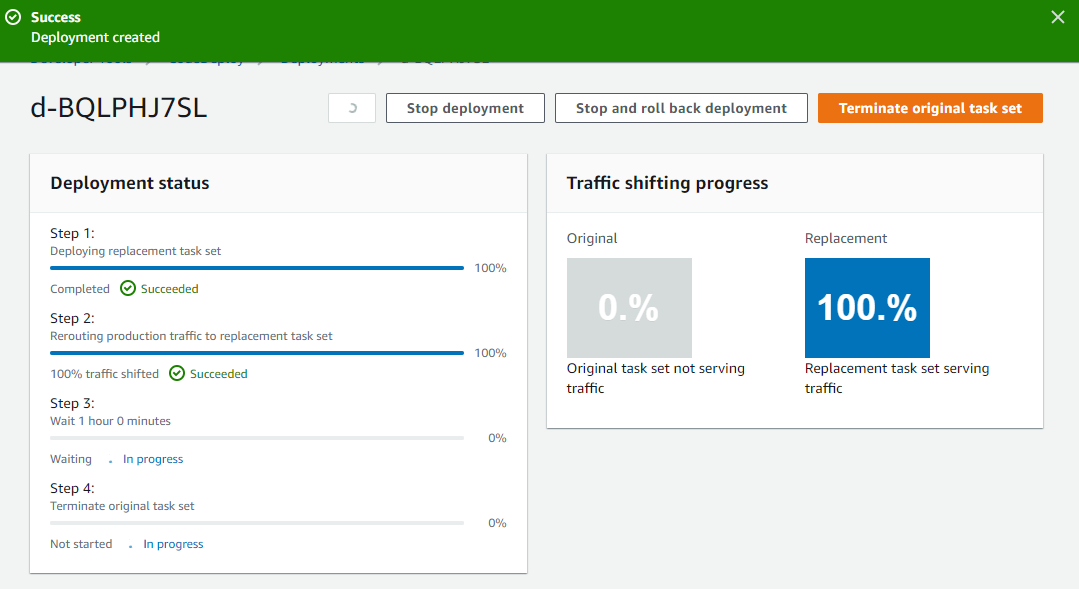 Success
Deployment created
d-BQLPHJ7SL
Stop deployment
Stop and roll back deployment
Terminate original task set
Deployment status
Step 1:
Deploying replacement task set
100%
Completed Succeeded
Step 2:
Rerouting production traffic to replacement task set
100%
100% traffic shifted Succeeded
Step 3:
Wait 1 hour 0 minutes
0%
Waiting In progress
Step 4:
Terminate original task set
0%
Not started In progress
Traffic shifting progress
Original
0.%
Original task set not serving
traffic
Replacement
100.%
Replacement task set serving
traffic